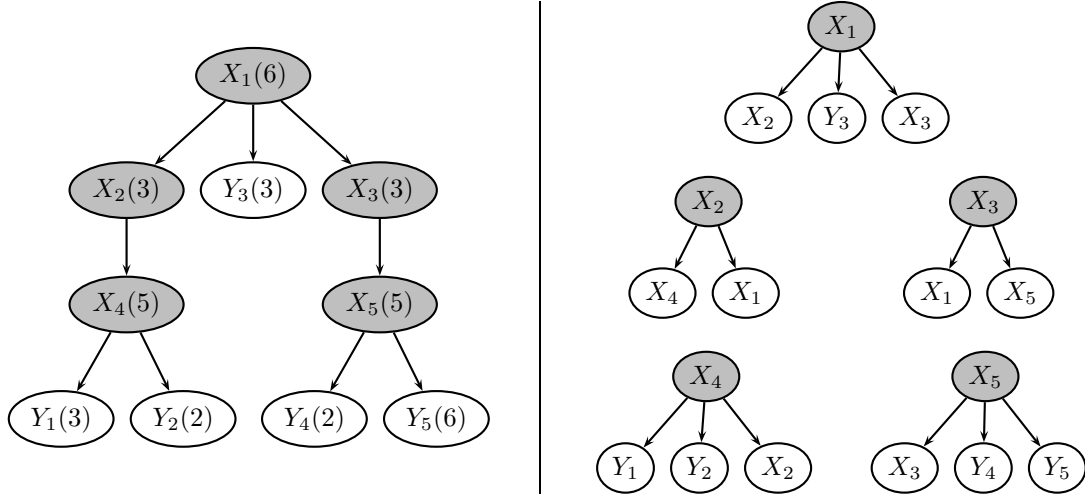 X₁(6)
X₂(3) Y₃(3) X₃(3)
X₄(5) X₅(5)
Y₁(3) Y₂(2) Y₄(2) Y₅(6)
X₁
X₂ Y₃ X₃
X₂ X₃
X₄ X₁ X₁ X₅
X₄ X₅
Y₁ Y₂ X₂ X₃ Y₄ Y₅